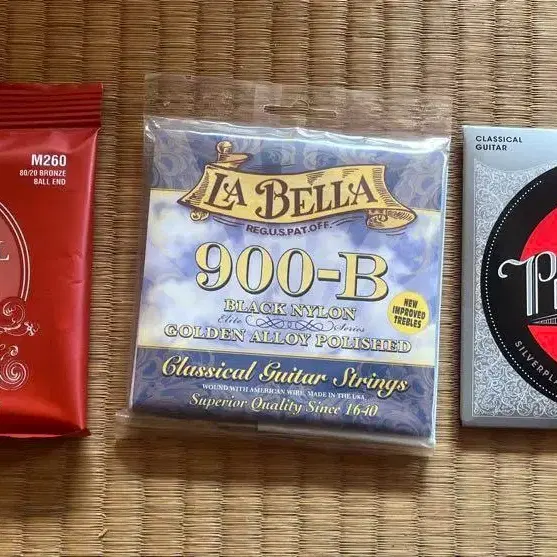 M260
80/20 BRONZE
BALL END
LA BELLA
REG.U.S.PAT.OFF.
900-B
BLACK NYLON
Elite Series
GOLDEN ALLOY POLISHED
NEW
IMPROVED
TREBLES
Classical Guitar Strings
WOUND WITH AMERICAN WIRE, MADE IN THE USA.
Superior Quality Since 1640
CLASSICAL
GUITAR